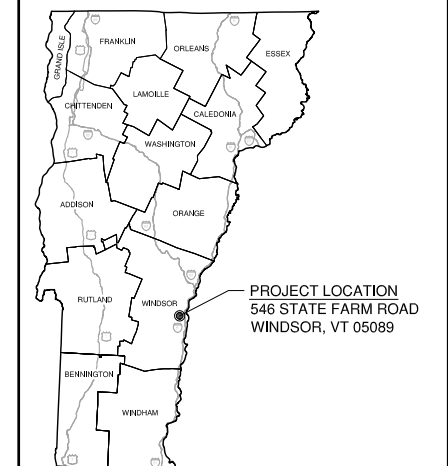 GRAND ISLE
FRANKLIN
ORLEANS
ESSEX
LAMOILLE
CHITTENDEN
CALEDONIA
WASHINGTON
ADDISON
ORANGE
RUTLAND
WINDSOR
PROJECT LOCATION
546 STATE FARM ROAD
WINDSOR, VT 05089
BENNINGTON
WINDHAM